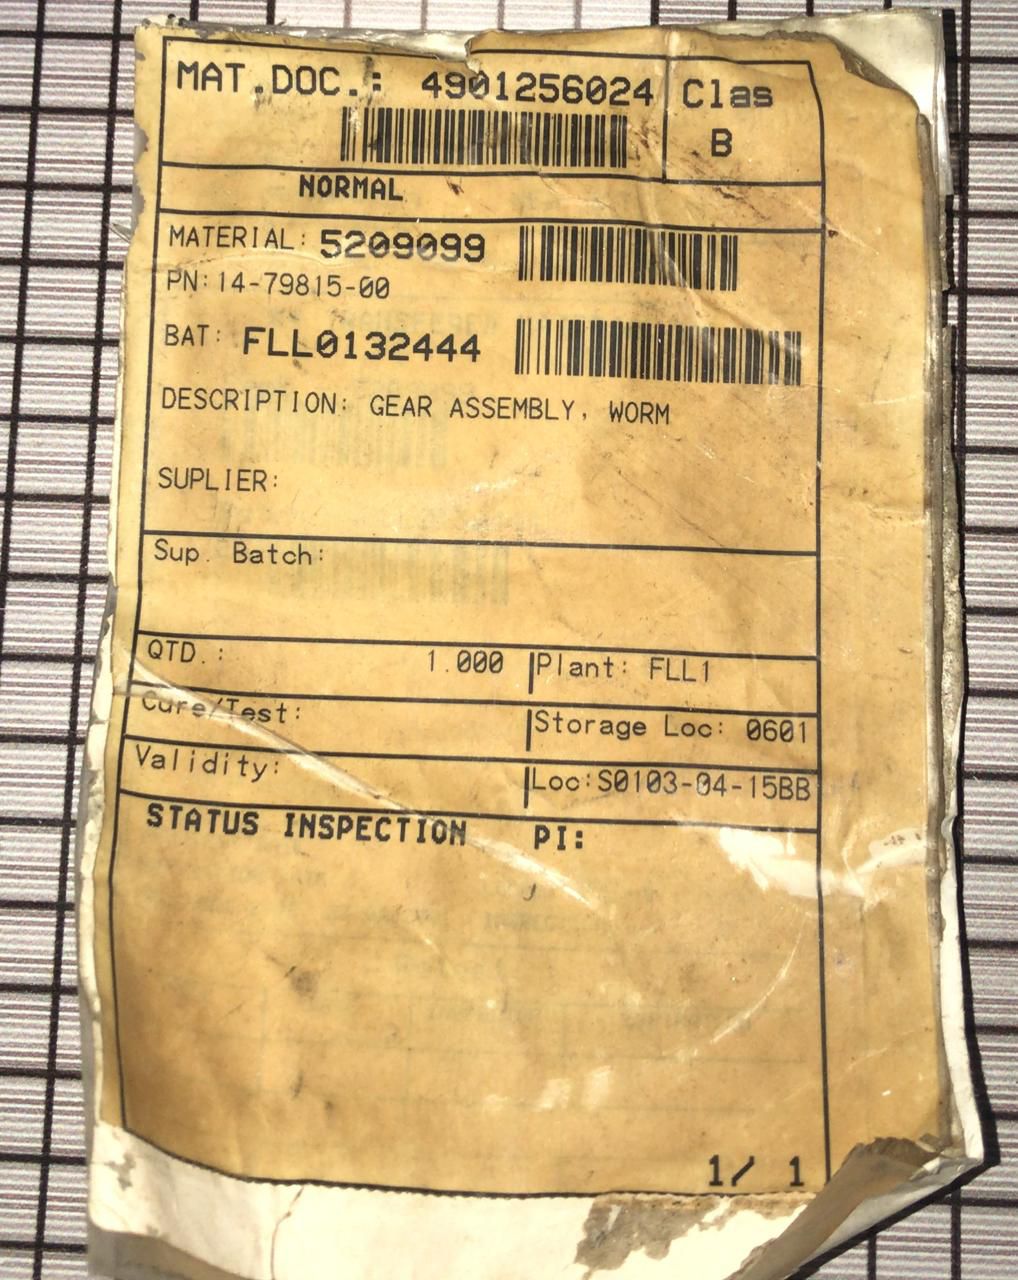 MAT.DOC.: 4901256024 Clas
B
NORMAL
MATERIAL: 5209099
PN:14-79815-00
BAT: FLL0132444
DESCRIPTION: GEAR ASSEMBLY, WORM
SUPLIER:
Sup. Batch:
QTD.: 1.000 Plant: FLL1
Cure/Test: Storage Loc: 0601
Validity: Loc:S0103-04-15BB
STATUS INSPECTION PI:
1/ 1